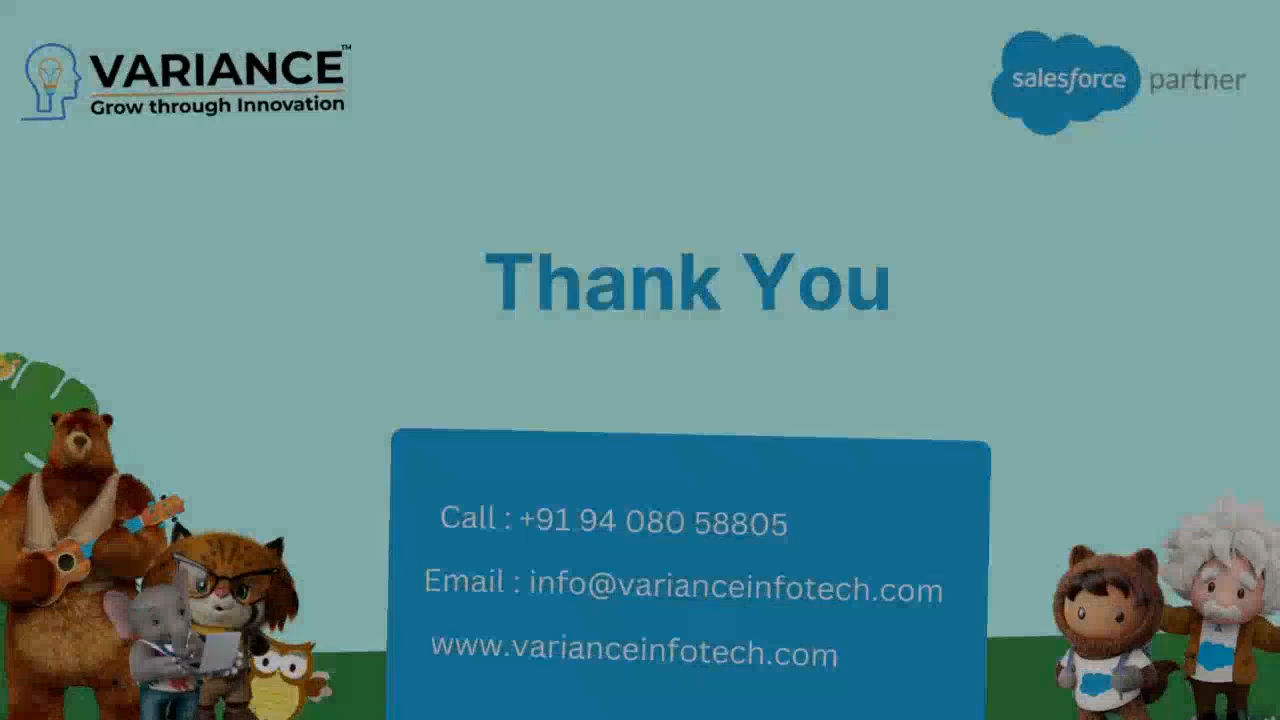 VARIANCE™
Grow through Innovation
salesforce partner
Thank You
Call : +91 94 080 58805
Email : info@varianceinfotech.com
www.varianceinfotech.com